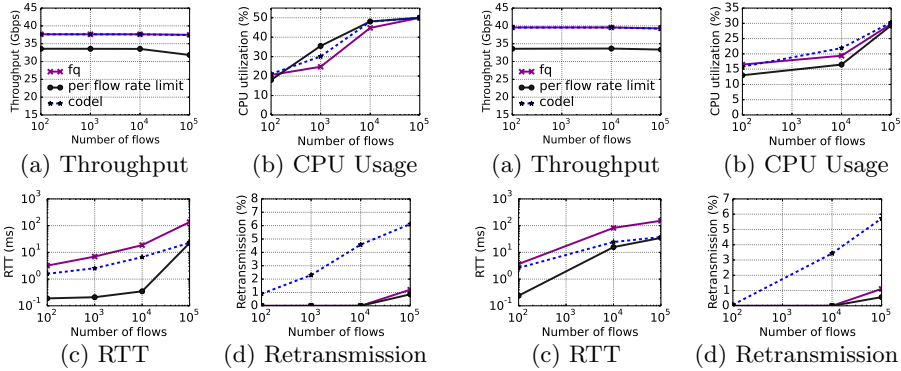 Throughput (Gbps)
45
40
35
30
25
20
15
fq
per flow rate limit
codel
10^2 10^3 10^4 10^5
Number of flows
(a) Throughput
CPU utilization (%)
50
40
30
20
10
0
10^2 10^3 10^4 10^5
Number of flows
(b) CPU Usage
Throughput (Gbps)
45
40
35
30
25
20
15
fq
per flow rate limit
codel
10^2 10^3 10^4 10^5
Number of flows
(a) Throughput
CPU utilization (%)
35
30
25
20
15
10
5
0
10^2 10^3 10^4 10^5
Number of flows
(b) CPU Usage
RTT (ms)
10^3
10^2
10^1
10^0
10^-1
10^2 10^3 10^4 10^5
Number of flows
(c) RTT
Retransmission (%)
8
7
6
5
4
3
2
1
0
10^2 10^3 10^4 10^5
Number of flows
(d) Retransmission
RTT (ms)
10^3
10^2
10^1
10^0
10^-1
10^2 10^3 10^4 10^5
Number of flows
(c) RTT
Retransmission (%)
7
6
5
4
3
2
1
0
10^2 10^3 10^4 10^5
Number of flows
(d) Retransmission